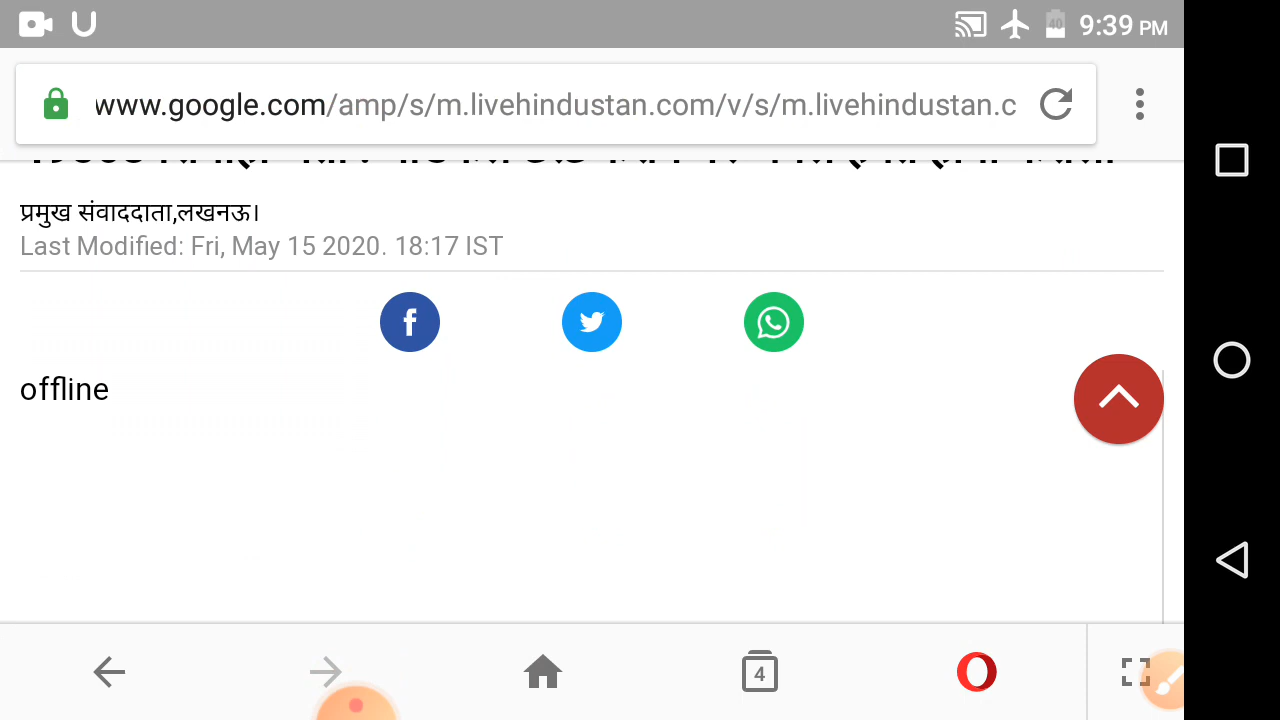 40 9:39 PM
www.google.com/amp/s/m.livehindustan.com/v/s/m.livehindustan.c
प्रमुख संवाददाता,लखनऊ।
Last Modified: Fri, May 15 2020. 18:17 IST
offline
4